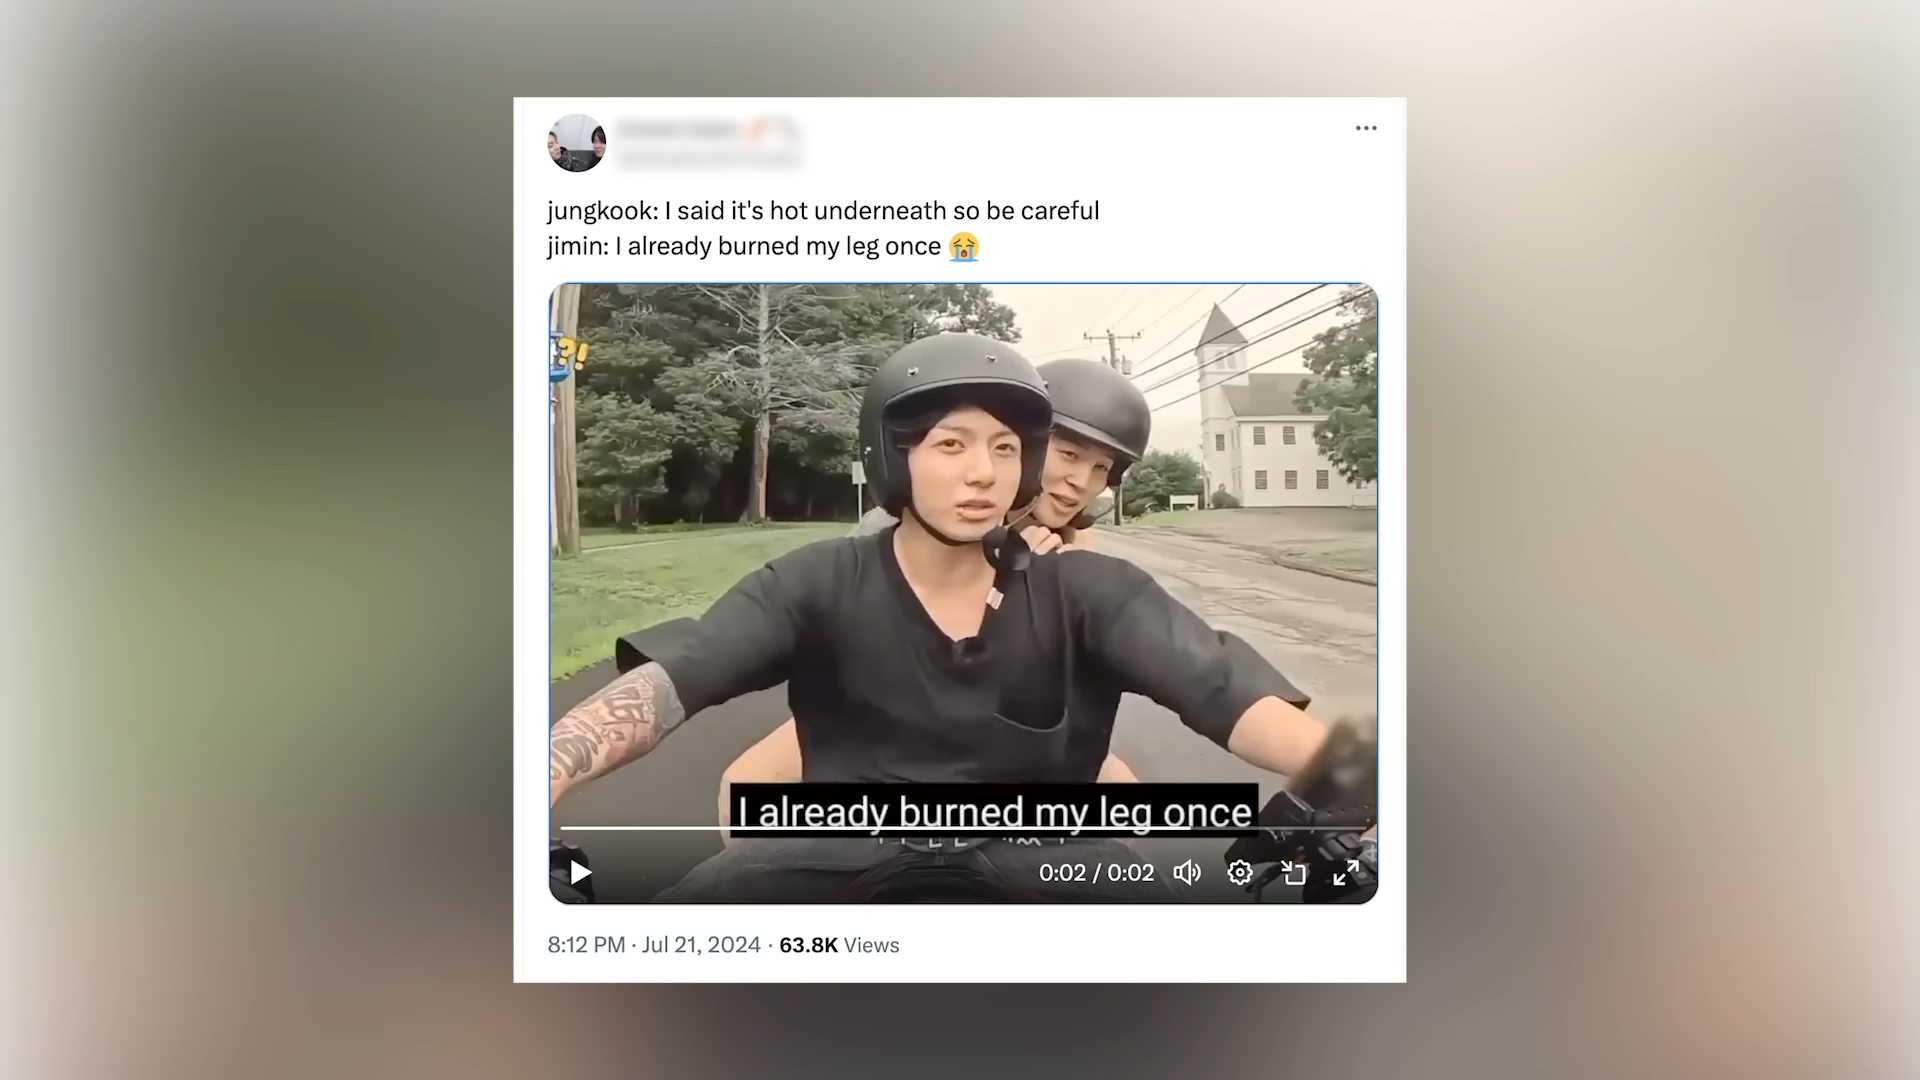 jungkook: I said it's hot underneath so be careful
jimin: I already burned my leg once 😭
?!
I already burned my leg once
0:02 / 0:02
8:12 PM · Jul 21, 2024 · 63.8K Views